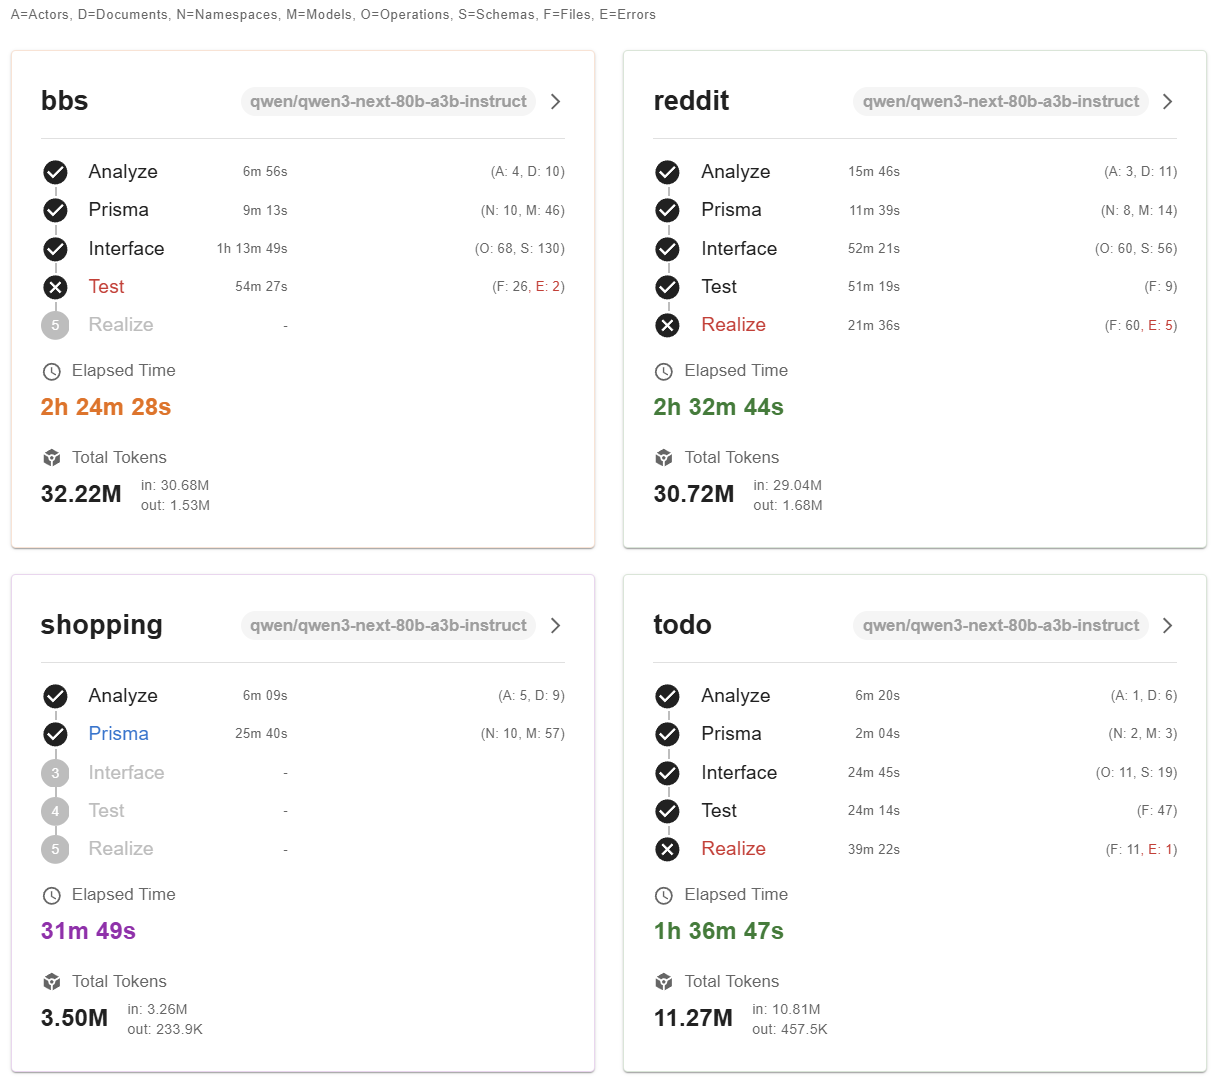 A=Actors, D=Documents, N=Namespaces, M=Models, O=Operations, S=Schemas, F=Files, E=Errors
bbs
qwen/qwen3-next-80b-a3b-instruct
Analyze 6m 56s (A: 4, D: 10)
Prisma 9m 13s (N: 10, M: 46)
Interface 1h 13m 49s (O: 68, S: 130)
Test 54m 27s (F: 26, E: 2)
5 Realize -
Elapsed Time
2h 24m 28s
Total Tokens
32.22M
in: 30.68M
out: 1.53M
reddit
qwen/qwen3-next-80b-a3b-instruct
Analyze 15m 46s (A: 3, D: 11)
Prisma 11m 39s (N: 8, M: 14)
Interface 52m 21s (O: 60, S: 56)
Test 51m 19s (F: 9)
Realize 21m 36s (F: 60, E: 5)
Elapsed Time
2h 32m 44s
Total Tokens
30.72M
in: 29.04M
out: 1.68M
shopping
qwen/qwen3-next-80b-a3b-instruct
Analyze 6m 09s (A: 5, D: 9)
Prisma 25m 40s (N: 10, M: 57)
3 Interface -
4 Test -
5 Realize -
Elapsed Time
31m 49s
Total Tokens
3.50M
in: 3.26M
out: 233.9K
todo
qwen/qwen3-next-80b-a3b-instruct
Analyze 6m 20s (A: 1, D: 6)
Prisma 2m 04s (N: 2, M: 3)
Interface 24m 45s (O: 11, S: 19)
Test 24m 14s (F: 47)
Realize 39m 22s (F: 11, E: 1)
Elapsed Time
1h 36m 47s
Total Tokens
11.27M
in: 10.81M
out: 457.5K